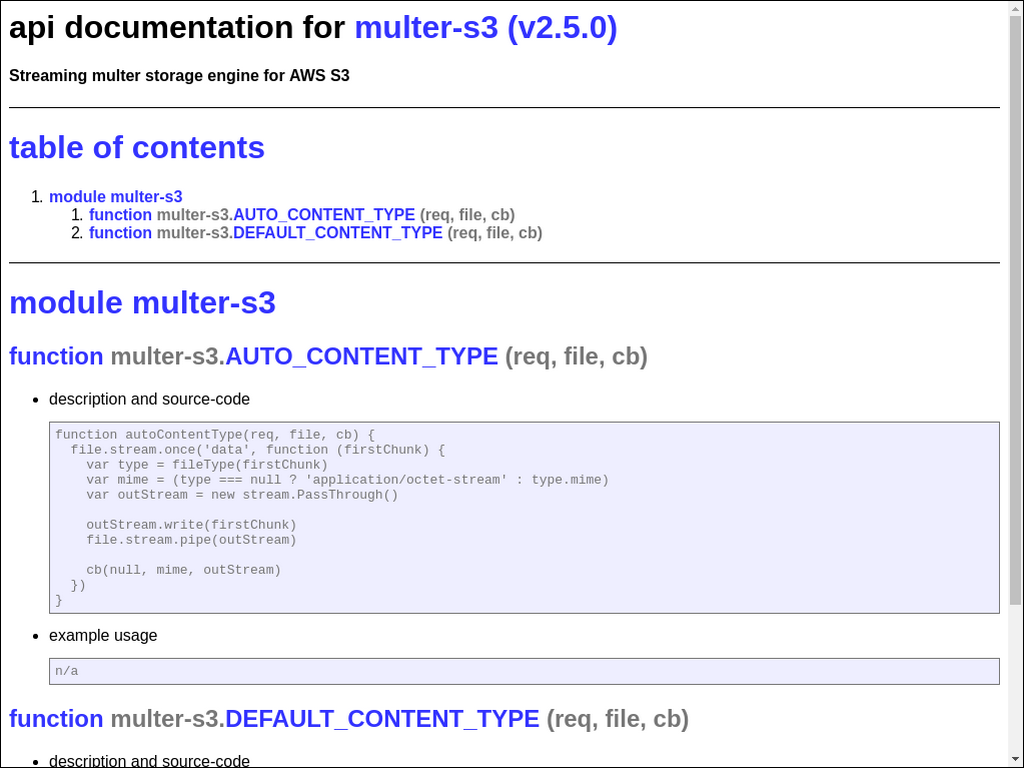 api documentation for multer-s3 (v2.5.0)
Streaming multer storage engine for AWS S3
table of contents
1. module multer-s3
1. function multer-s3.AUTO_CONTENT_TYPE (req, file, cb)
2. function multer-s3.DEFAULT_CONTENT_TYPE (req, file, cb)
module multer-s3
function multer-s3.AUTO_CONTENT_TYPE (req, file, cb)
• description and source-code
function autoContentType(req, file, cb) {
  file.stream.once('data', function (firstChunk) {
    var type = fileType(firstChunk)
    var mime = (type === null ? 'application/octet-stream' : type.mime)
    var outStream = new stream.PassThrough()
    outStream.write(firstChunk)
    file.stream.pipe(outStream)
    cb(null, mime, outStream)
  })
}
• example usage
n/a
function multer-s3.DEFAULT_CONTENT_TYPE (req, file, cb)
• description and source-code